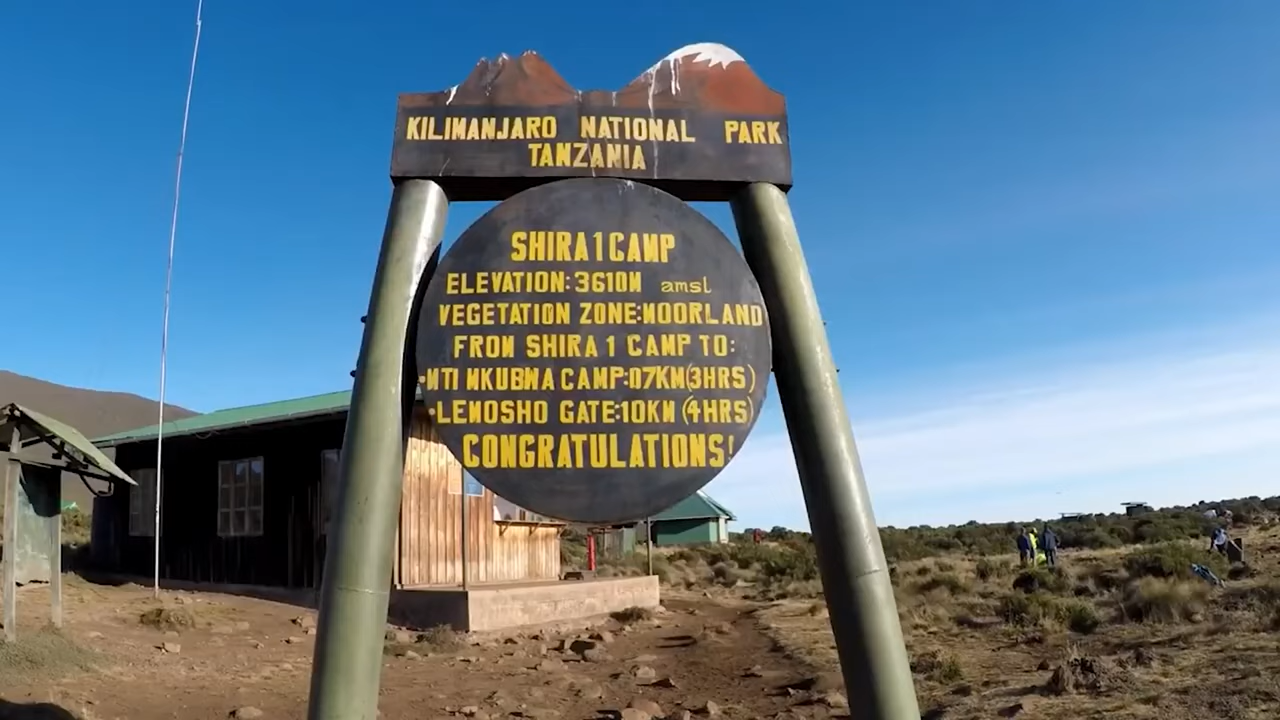 KILIMANJARO NATIONAL PARK
TANZANIA
SHIRA 1 CAMP
ELEVATION: 3610M amsl
VEGETATION ZONE: MOORLAND
FROM SHIRA 1 CAMP TO:
•MTI MKUBWA CAMP: 07KM (3HRS)
•LEMOSHO GATE: 10KM (4HRS)
CONGRATULATIONS!